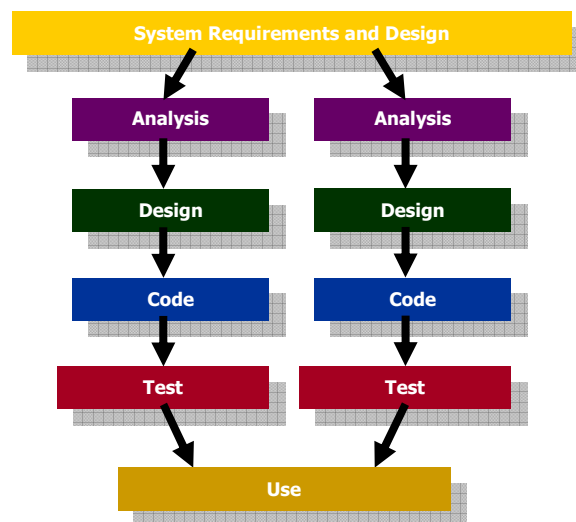 System Requirements and Design
Analysis
Analysis
Design
Design
Code
Code
Test
Test
Use